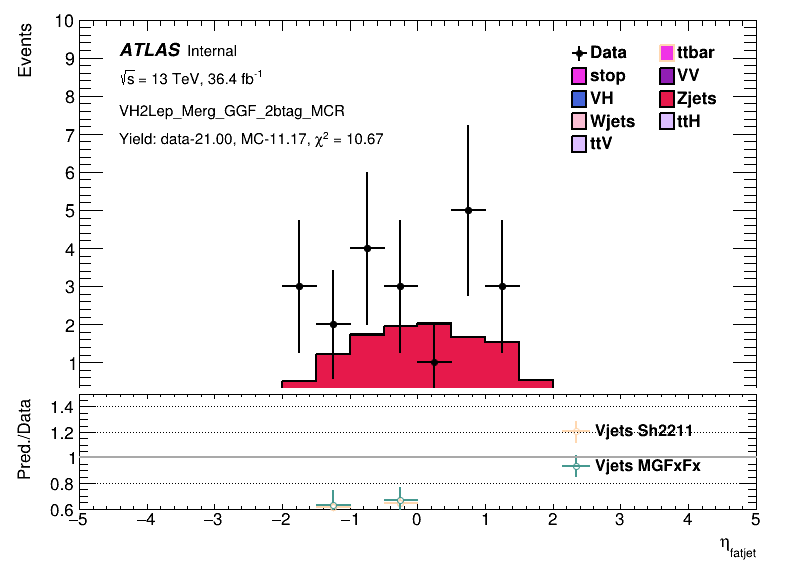 Events
10
9
8
7
6
5
4
3
2
1
ATLAS Internal
√s = 13 TeV, 36.4 fb⁻¹
VH2Lep_Merg_GGF_2btag_MCR
Yield: data-21.00, MC-11.17, χ² = 10.67
Data ttbar
stop VV
VH Zjets
Wjets ttH
ttV
Pred./Data
1.4
1.2
1
0.8
0.6
Vjets Sh2211
Vjets MGFxFx
−5 −4 −3 −2 −1 0 1 2 3 4 5
η_fatjet